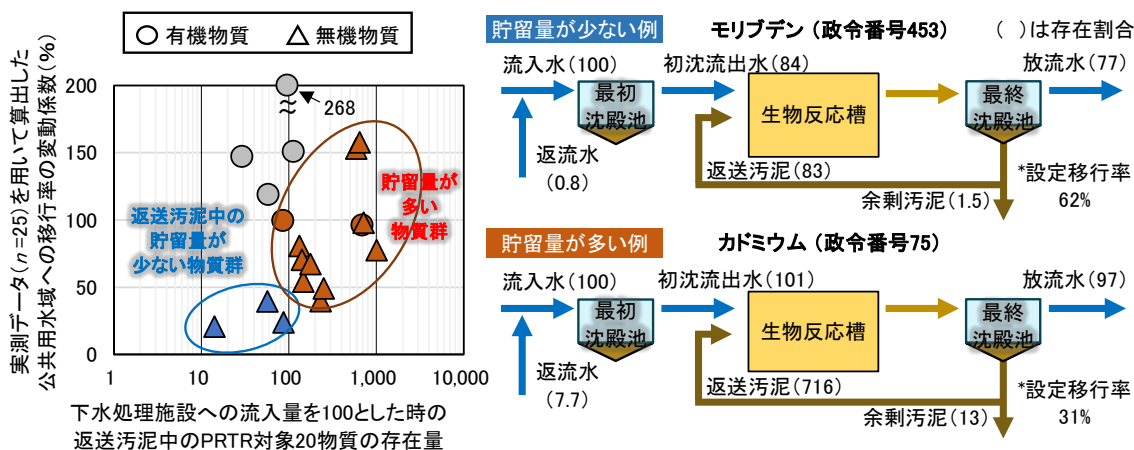 ○ 有機物質 △ 無機物質
実測データ(n=25)を用いて算出した
公共用水域への移行率の変動係数(%)
200
150
100
50
0
268
返送汚泥中の
貯留量が
少ない物質群
貯留量が
多い
物質群
1 10 100 1,000 10,000
下水処理施設への流入量を100とした時の
返送汚泥中のPRTR対象20物質の存在量
貯留量が少ない例 モリブデン (政令番号453) ( )は存在割合
流入水(100) 初沈流出水(84) 放流水(77)
最初
沈殿池
生物反応槽
最終
沈殿池
返流水
(0.8)
返送汚泥(83)
余剰汚泥(1.5)
*設定移行率
62%
貯留量が多い例 カドミウム (政令番号75)
流入水(100) 初沈流出水(101) 放流水(97)
最初
沈殿池
生物反応槽
最終
沈殿池
返流水
(7.7)
返送汚泥(716)
余剰汚泥(13)
*設定移行率
31%